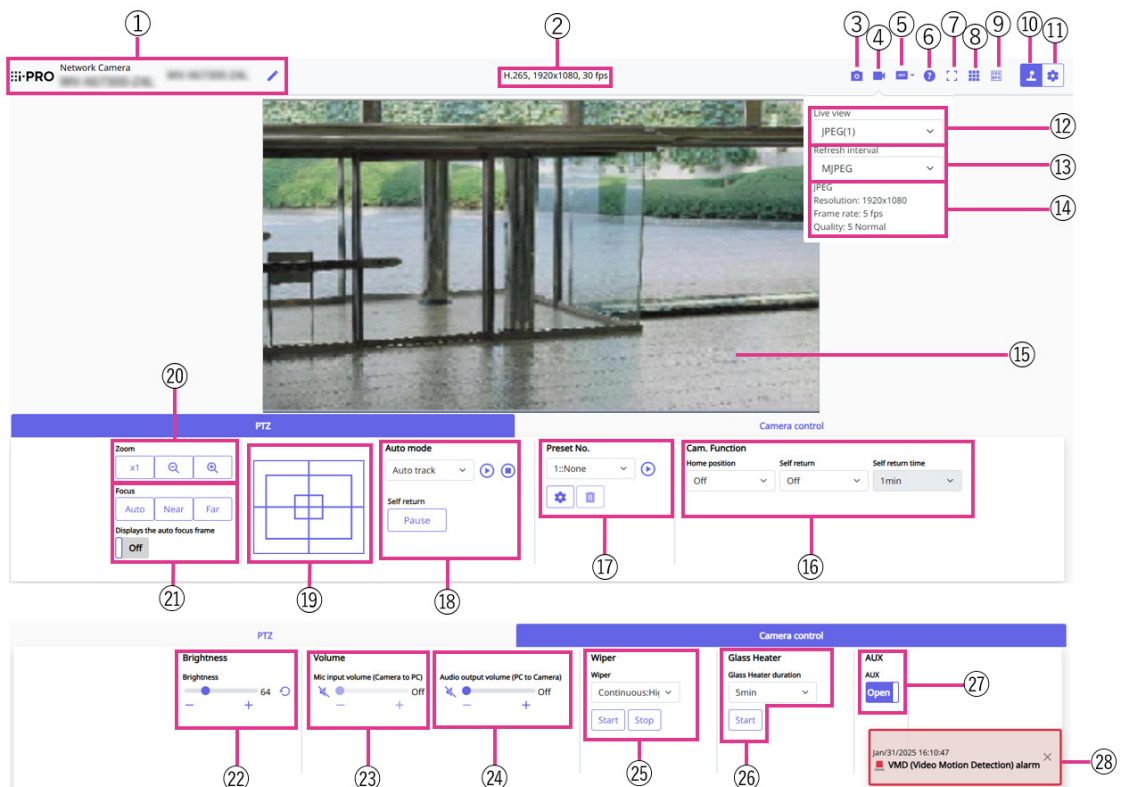 ① ② ③ ④ ⑤ ⑥ ⑦ ⑧ ⑨ ⑩ ⑪
i-PRO Network Camera
H.265, 1920x1080, 30 fps
Live view
JPEG(1)
⑫
Refresh interval
MJPEG
⑬
JPEG
Resolution: 1920x1080
Frame rate: 5 fps
Quality: 5 Normal
⑭
⑮
⑳
PTZ
Camera control
Zoom
x1
Focus
Auto Near Far
Displays the auto focus frame
Off
Auto mode
Auto track
Self return
Pause
Preset No.
1::None
Cam. Function
Home position Self return Self return time
Off Off 1min
㉑ ⑲ ⑱ ⑰ ⑯
PTZ
Camera control
Brightness
Brightness
64
− +
Volume
Mic input volume (Camera to PC)
Off
− +
Audio output volume (PC to Camera)
Off
− +
Wiper
Wiper
Continuous:Hig
Start Stop
Glass Heater
Glass Heater duration
5min
Start
AUX
AUX
Open
㉗
Jan/31/2025 16:10:47
VMD (Video Motion Detection) alarm
㉘
㉒ ㉓ ㉔ ㉕ ㉖